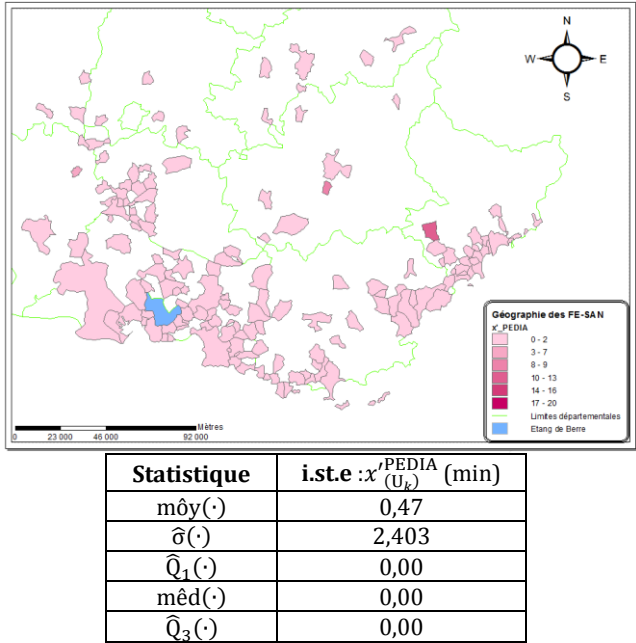 N
W E
S
Géographie des FE-SAN
x'_PEDIA
0 - 2
3 - 7
8 - 9
10 - 13
14 - 16
17 - 20
Limites départementales
Etang de Berre
Mètres
0 23 000 46 000 92 000
Statistique i.st.e : x'^PEDIA_(U_k) (min)
môy(·) 0,47
σ̂(·) 2,403
Q̂₁(·) 0,00
mêd(·) 0,00
Q̂₃(·) 0,00